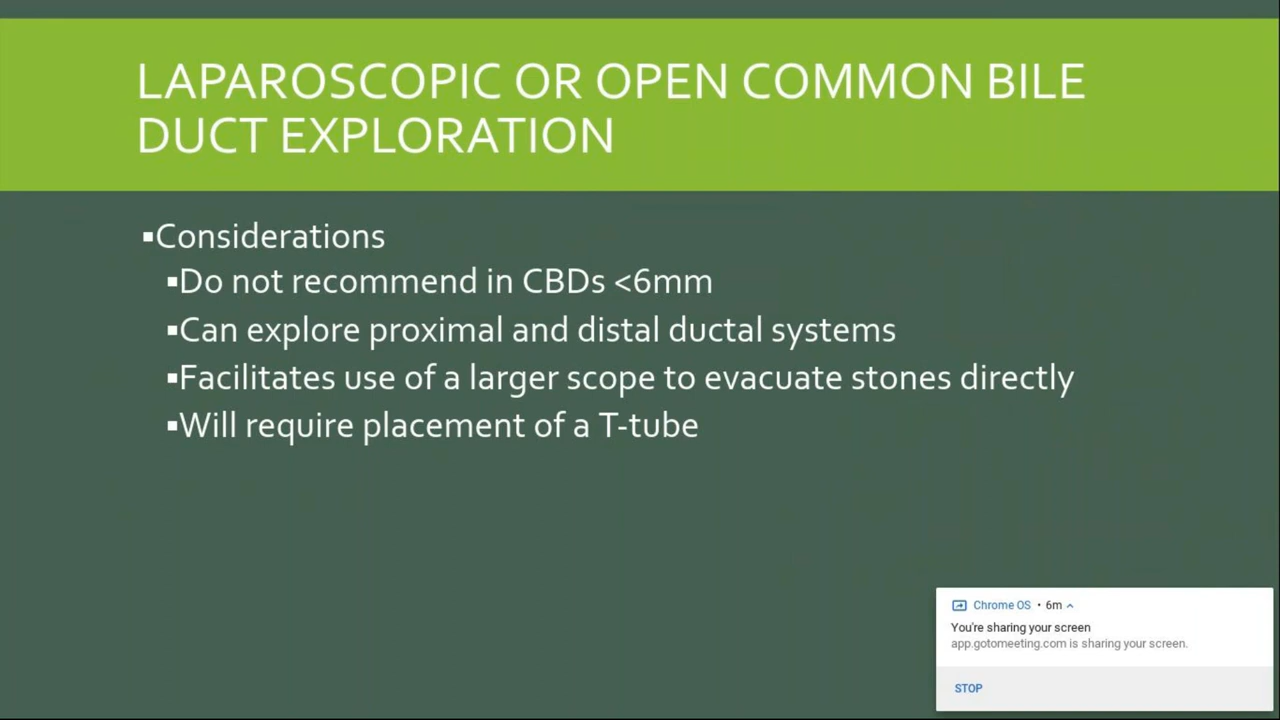 LAPAROSCOPIC OR OPEN COMMON BILE
DUCT EXPLORATION
▪Considerations
▪Do not recommend in CBDs <6mm
▪Can explore proximal and distal ductal systems
▪Facilitates use of a larger scope to evacuate stones directly
▪Will require placement of a T-tube
Chrome OS • 6m
You're sharing your screen
app.gotomeeting.com is sharing your screen.
STOP